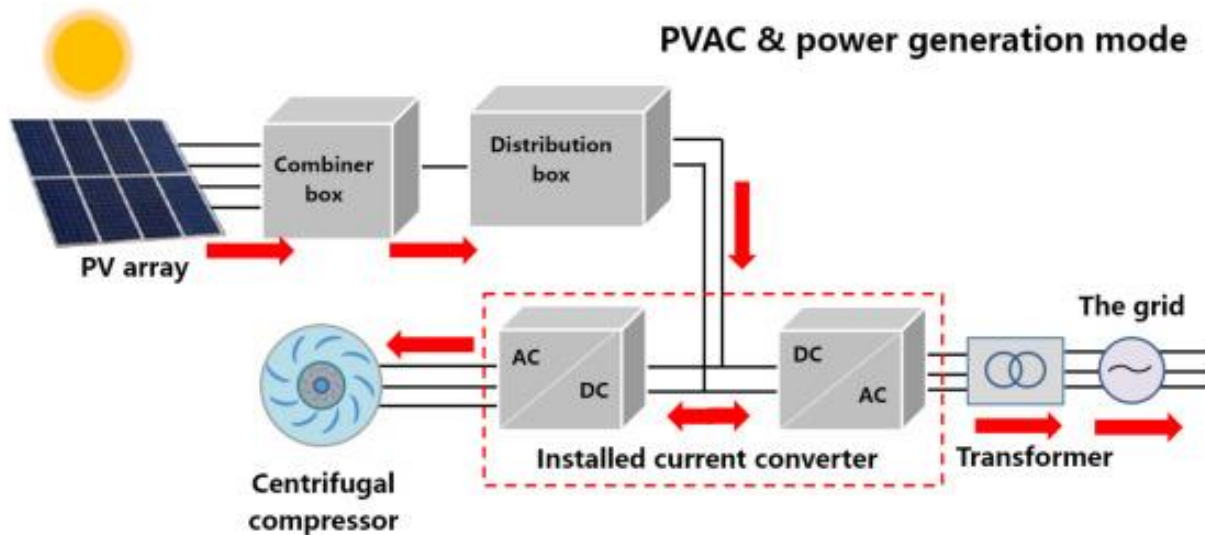 PVAC & power generation mode
Combiner
box
Distribution
box
PV array
The grid
AC
DC
DC
AC
Installed current converter
Transformer
Centrifugal
compressor